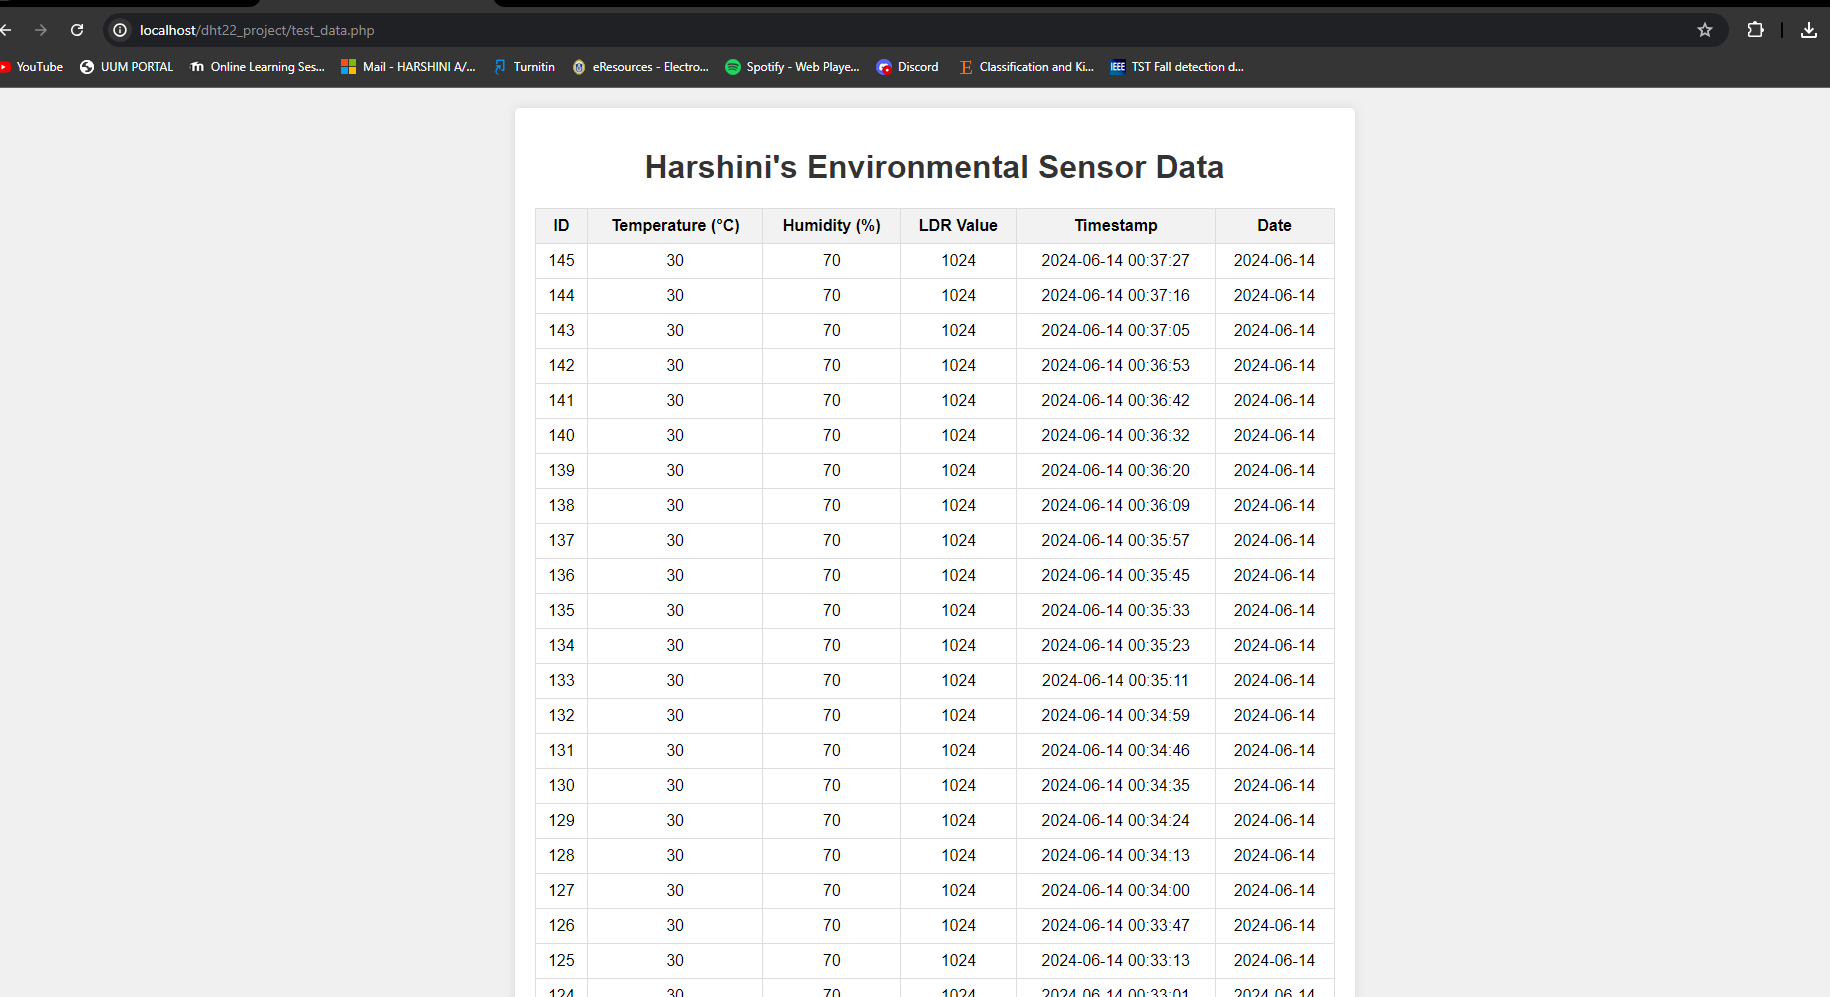 localhost/dht22_project/test_data.php
YouTube UUM PORTAL Online Learning Ses... Mail - HARSHINI A/... Turnitin eResources - Electro... Spotify - Web Playe... Discord E Classification and Ki... IEEE TST Fall detection d...
Harshini's Environmental Sensor Data
ID Temperature (°C) Humidity (%) LDR Value Timestamp Date
145 30 70 1024 2024-06-14 00:37:27 2024-06-14
144 30 70 1024 2024-06-14 00:37:16 2024-06-14
143 30 70 1024 2024-06-14 00:37:05 2024-06-14
142 30 70 1024 2024-06-14 00:36:53 2024-06-14
141 30 70 1024 2024-06-14 00:36:42 2024-06-14
140 30 70 1024 2024-06-14 00:36:32 2024-06-14
139 30 70 1024 2024-06-14 00:36:20 2024-06-14
138 30 70 1024 2024-06-14 00:36:09 2024-06-14
137 30 70 1024 2024-06-14 00:35:57 2024-06-14
136 30 70 1024 2024-06-14 00:35:45 2024-06-14
135 30 70 1024 2024-06-14 00:35:33 2024-06-14
134 30 70 1024 2024-06-14 00:35:23 2024-06-14
133 30 70 1024 2024-06-14 00:35:11 2024-06-14
132 30 70 1024 2024-06-14 00:34:59 2024-06-14
131 30 70 1024 2024-06-14 00:34:46 2024-06-14
130 30 70 1024 2024-06-14 00:34:35 2024-06-14
129 30 70 1024 2024-06-14 00:34:24 2024-06-14
128 30 70 1024 2024-06-14 00:34:13 2024-06-14
127 30 70 1024 2024-06-14 00:34:00 2024-06-14
126 30 70 1024 2024-06-14 00:33:47 2024-06-14
125 30 70 1024 2024-06-14 00:33:13 2024-06-14
124 30 70 1024 2024-06-14 00:33:01 2024-06-14